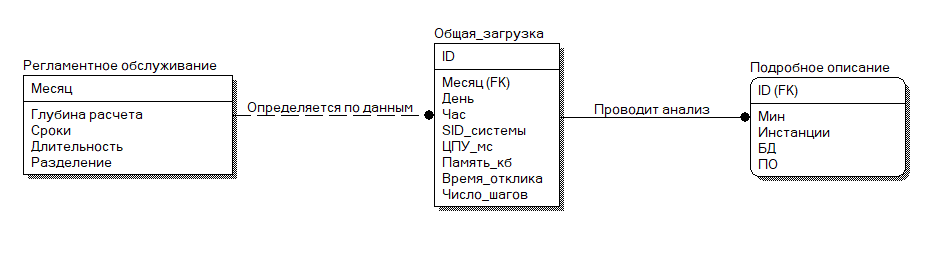 Регламентное обслуживание
Месяц
Глубина расчета
Сроки
Длительность
Разделение
Определяется по данным
Общая_загрузка
ID
Месяц (FK)
День
Час
SID_системы
ЦПУ_мс
Память_кб
Время_отклика
Число_шагов
Проводит анализ
Подробное описание
ID (FK)
Мин
Инстанции
БД
ПО